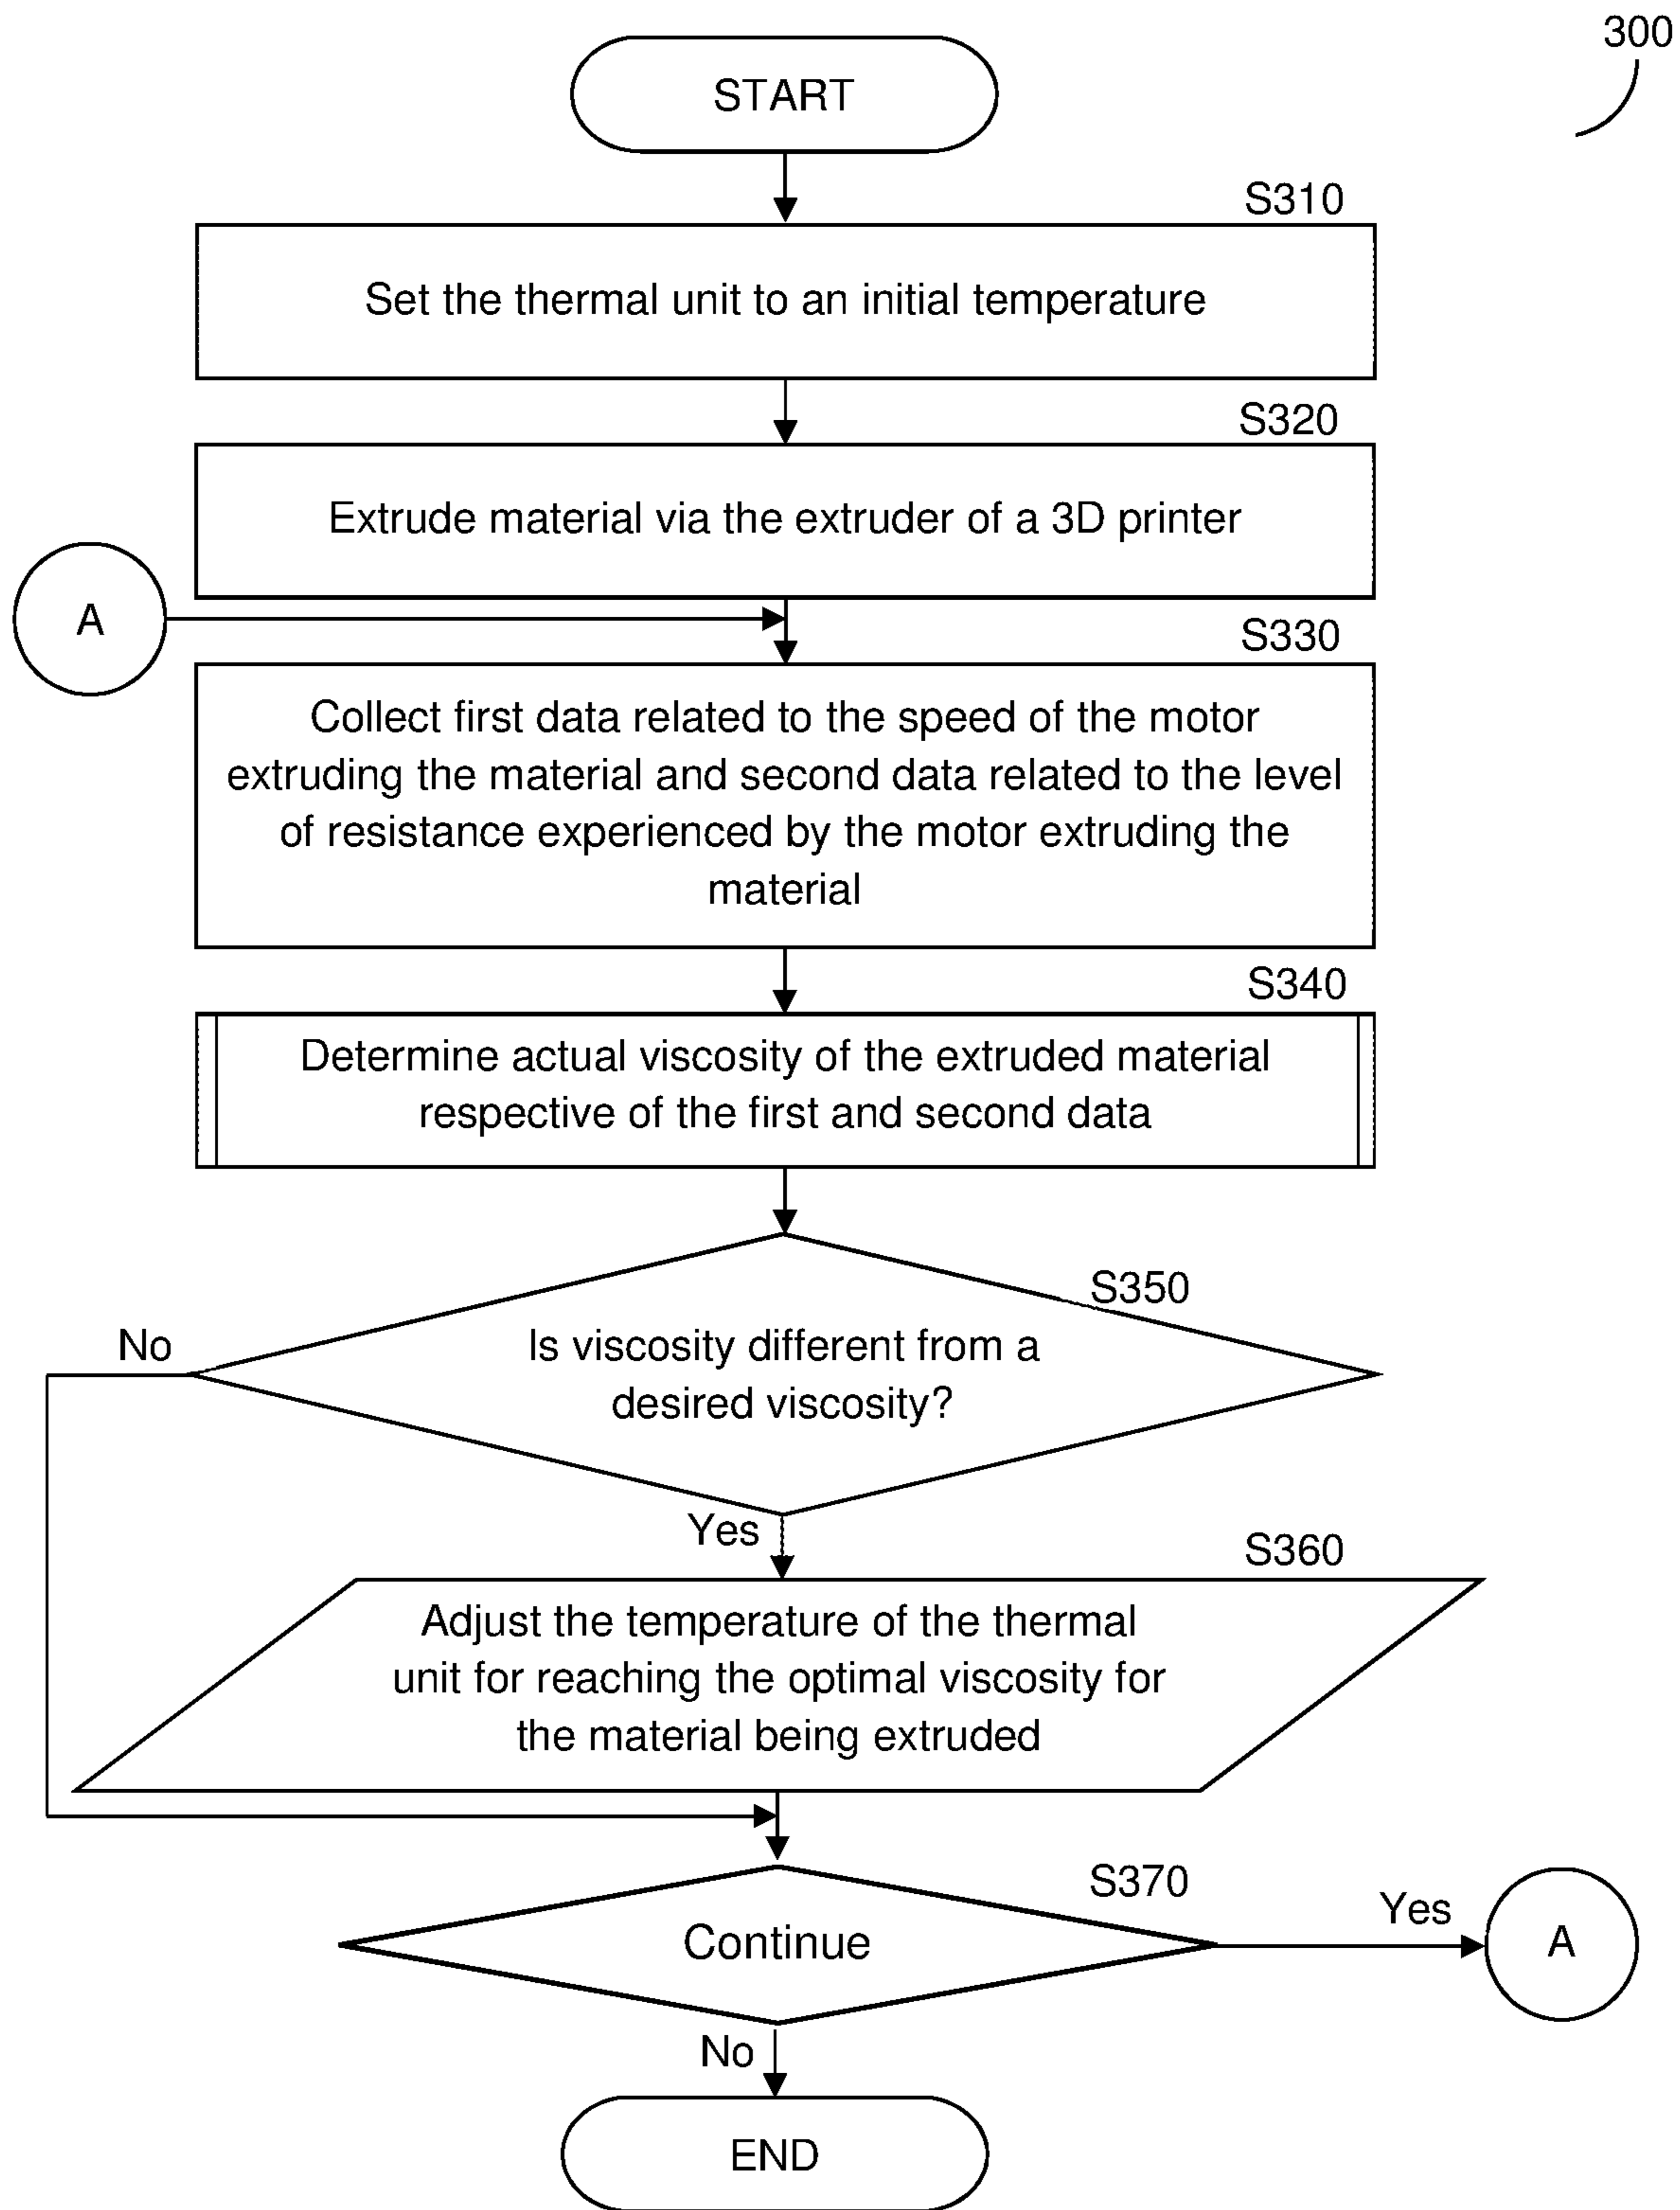 300
START
S310
Set the thermal unit to an initial temperature
S320
Extrude material via the extruder of a 3D printer
A
S330
Collect first data related to the speed of the motor
extruding the material and second data related to the level
of resistance experienced by the motor extruding the
material
S340
Determine actual viscosity of the extruded material
respective of the first and second data
S350
No
Is viscosity different from a
desired viscosity?
Yes
S360
Adjust the temperature of the thermal
unit for reaching the optimal viscosity for
the material being extruded
S370
Continue
Yes
A
No
END